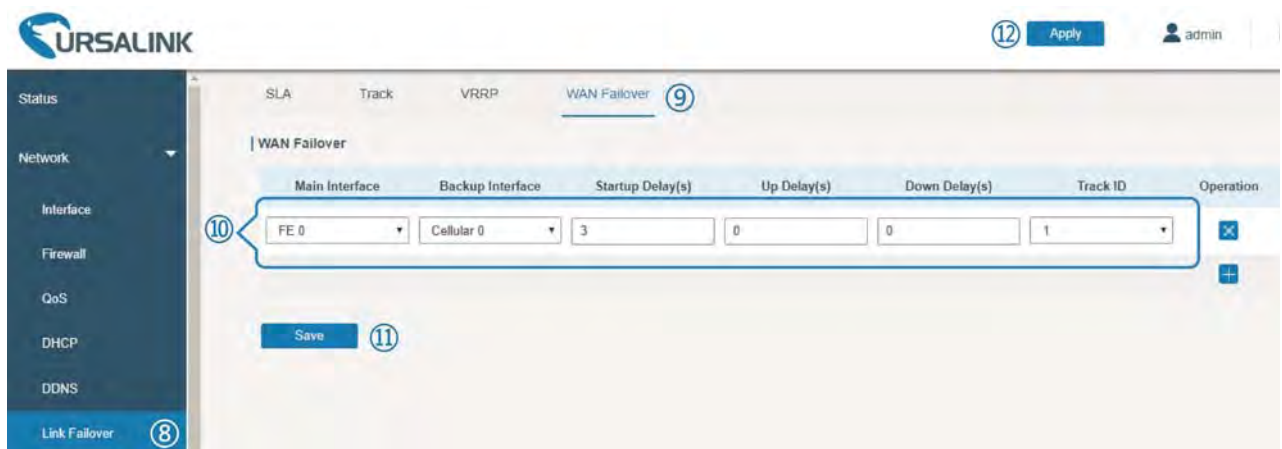 URSALINK
⑫ Apply admin
Status
SLA Track VRRP WAN Failover ⑨
WAN Failover
Network
Main Interface Backup Interface Startup Delay(s) Up Delay(s) Down Delay(s) Track ID Operation
Interface
⑩ FE 0 Cellular 0 3 0 0 1
Firewall
QoS
Save ⑪
DHCP
DDNS
Link Failover ⑧